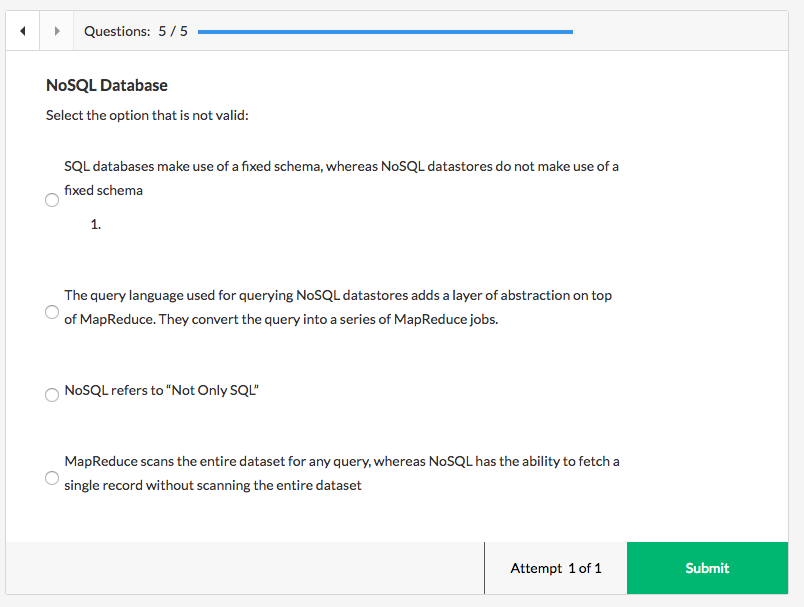 Questions: 5 / 5
NoSQL Database
Select the option that is not valid:
SQL databases make use of a fixed schema, whereas NoSQL datastores do not make use of a
fixed schema
1.
The query language used for querying NoSQL datastores adds a layer of abstraction on top
of MapReduce. They convert the query into a series of MapReduce jobs.
NoSQL refers to “Not Only SQL”
MapReduce scans the entire dataset for any query, whereas NoSQL has the ability to fetch a
single record without scanning the entire dataset
Attempt 1 of 1
Submit